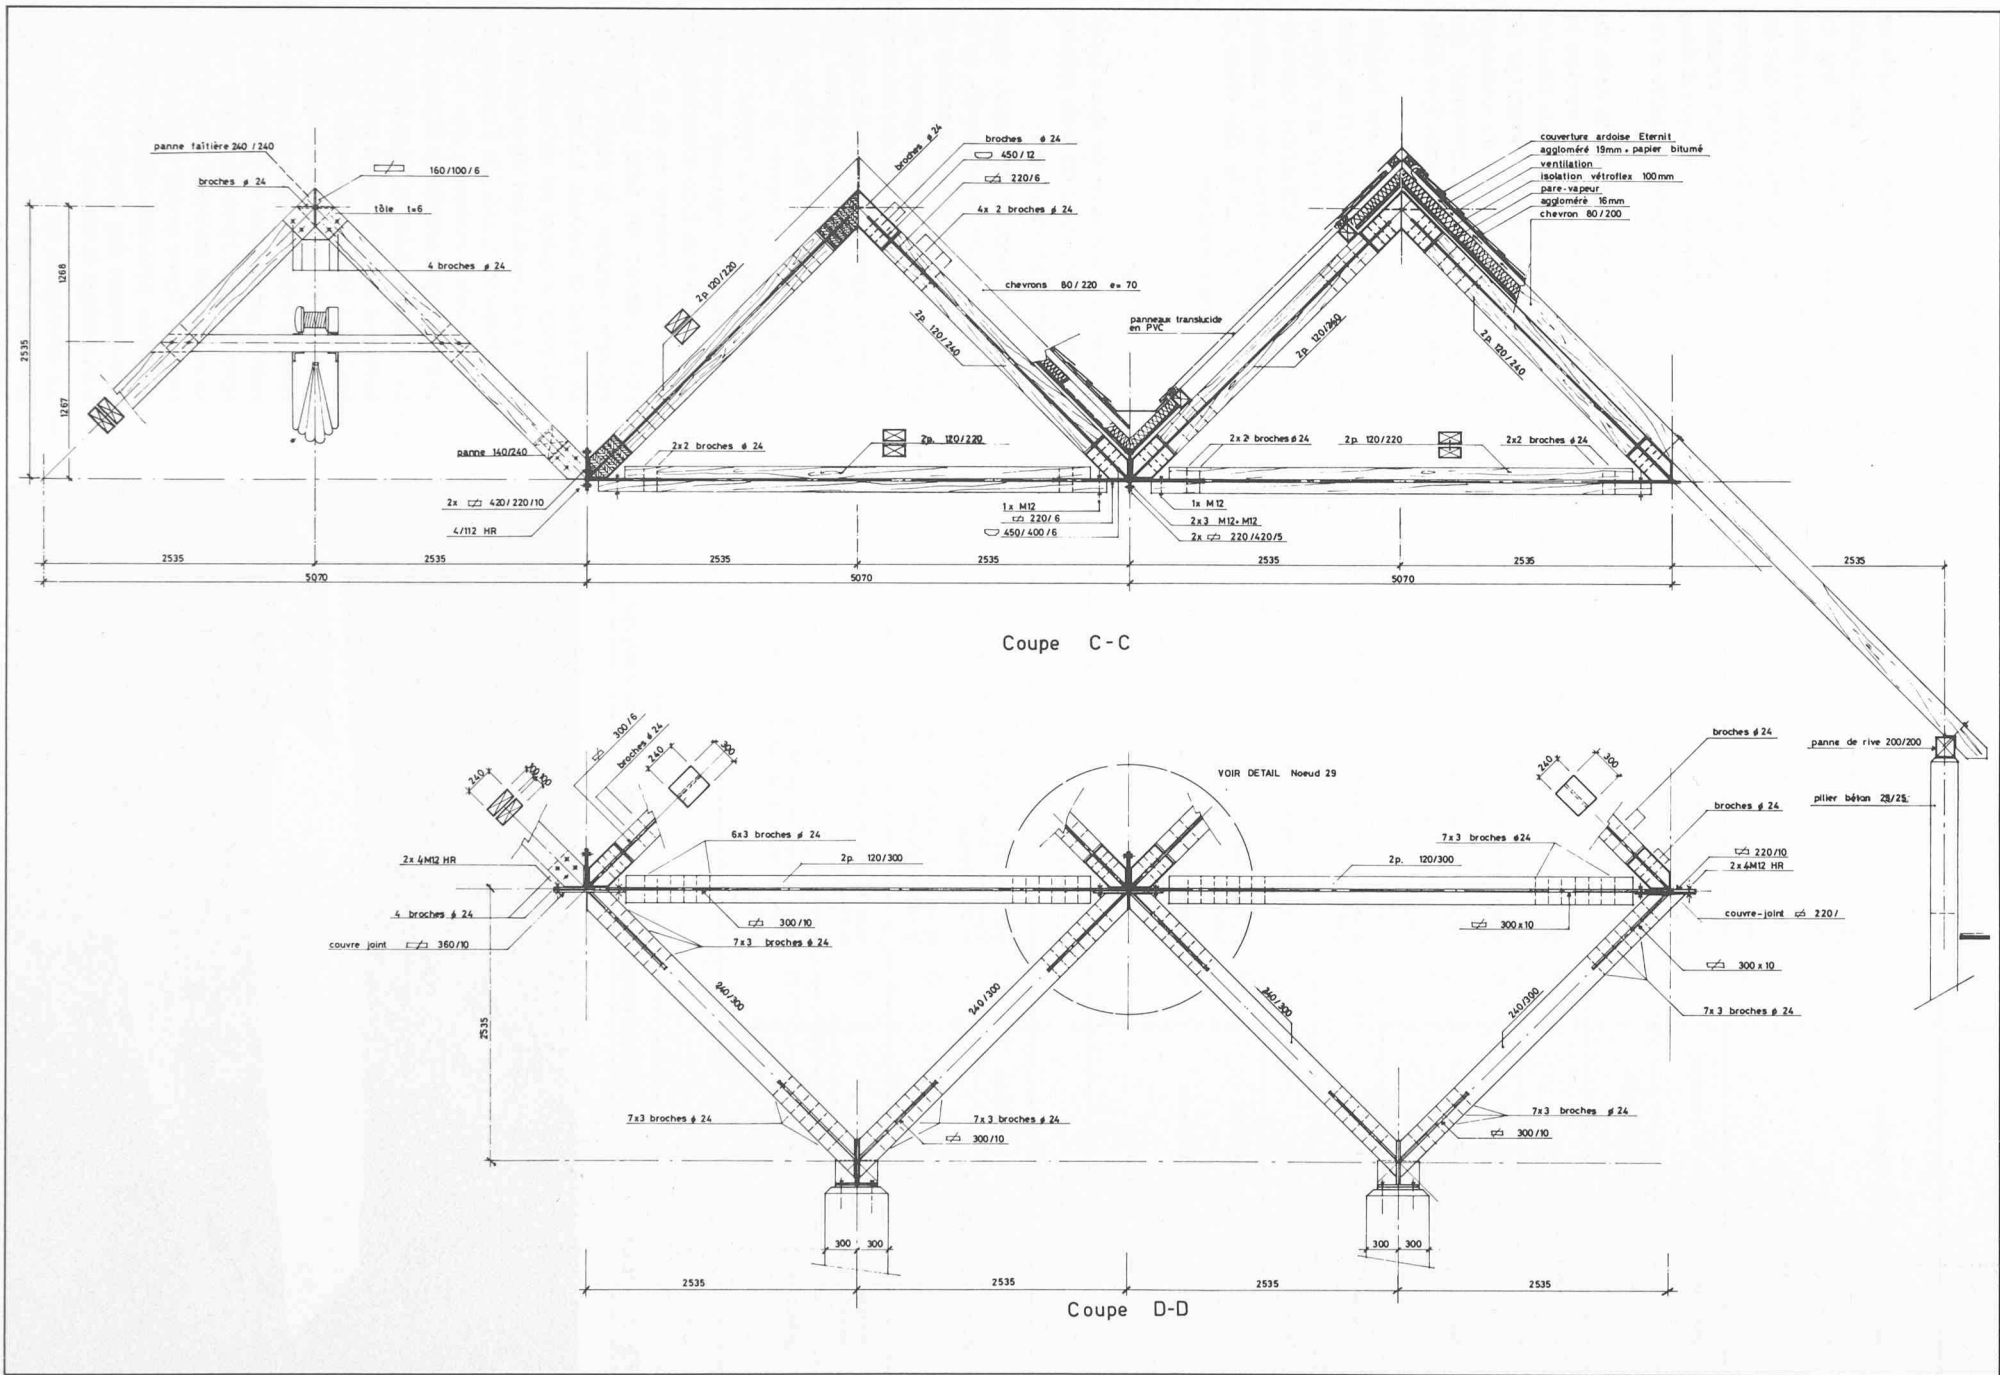 panne faîtière 240 / 240
broches ø 24
160/100/6
tôle t=6
4 broches ø 24
1268
2535
1267
2p. 120/220
broches ø 24
broches ø 24
450/12
220/6
4x 2 broches ø 24
chevrons 80/220 e= 70
2p. 120/240
couverture ardoise Eternit
aggloméré 19mm + papier bitumé
ventilation
isolation vétroflex 100mm
pare-vapeur
aggloméré 16mm
chevron 80/200
panneaux translucide
en PVC
2p. 120/240
2p. 120/240
panne 140/240
2x2 broches ø 24
2p. 120/220
2x2 broches ø 24
2p. 120/220
2x2 broches ø 24
2x 420/220/10
4/112 HR
1x M12
220/6
450/400/6
1x M12
2x3 M12+M12
2x 220/420/5
2535
2535
2535
2535
2535
2535
2535
5070
5070
5070
Coupe C-C
300/6
broches ø 24
240
300
240
100
100
VOIR DETAIL Noeud 29
240
300
broches ø 24
panne de rive 200/200
pilier béton 25/25
broches ø 24
6x3 broches ø 24
7x3 broches ø24
2x 4M12 HR
2p. 120/300
2p. 120/300
220/10
2x4M12 HR
4 broches ø 24
300/10
300x10
couvre-joint 220/
couvre joint 360/10
7x3 broches ø 24
300 x 10
240/300
240/300
240/300
240/300
7x3 broches ø 24
2535
7x3 broches ø 24
7x3 broches ø 24
300/10
7x3 broches ø 24
300/10
300
300
300
300
2535
2535
2535
2535
Coupe D-D